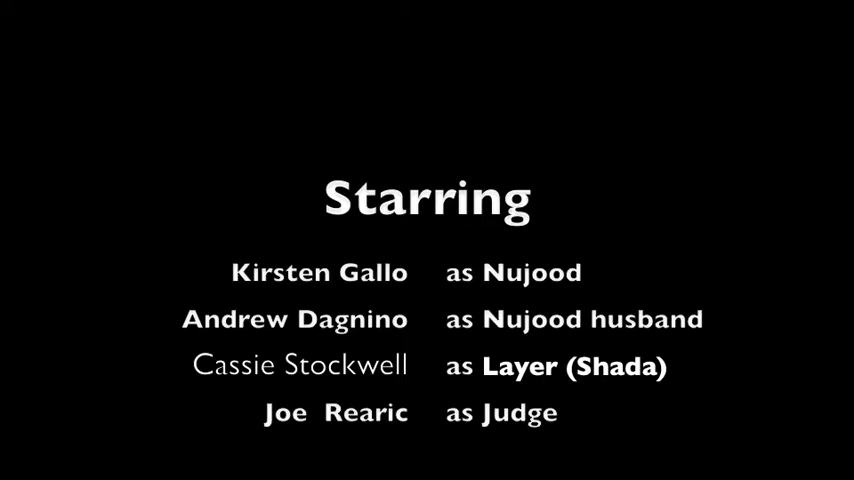 Starring
Kirsten Gallo as Nujood
Andrew Dagnino as Nujood husband
Cassie Stockwell as Layer (Shada)
Joe Rearic as Judge